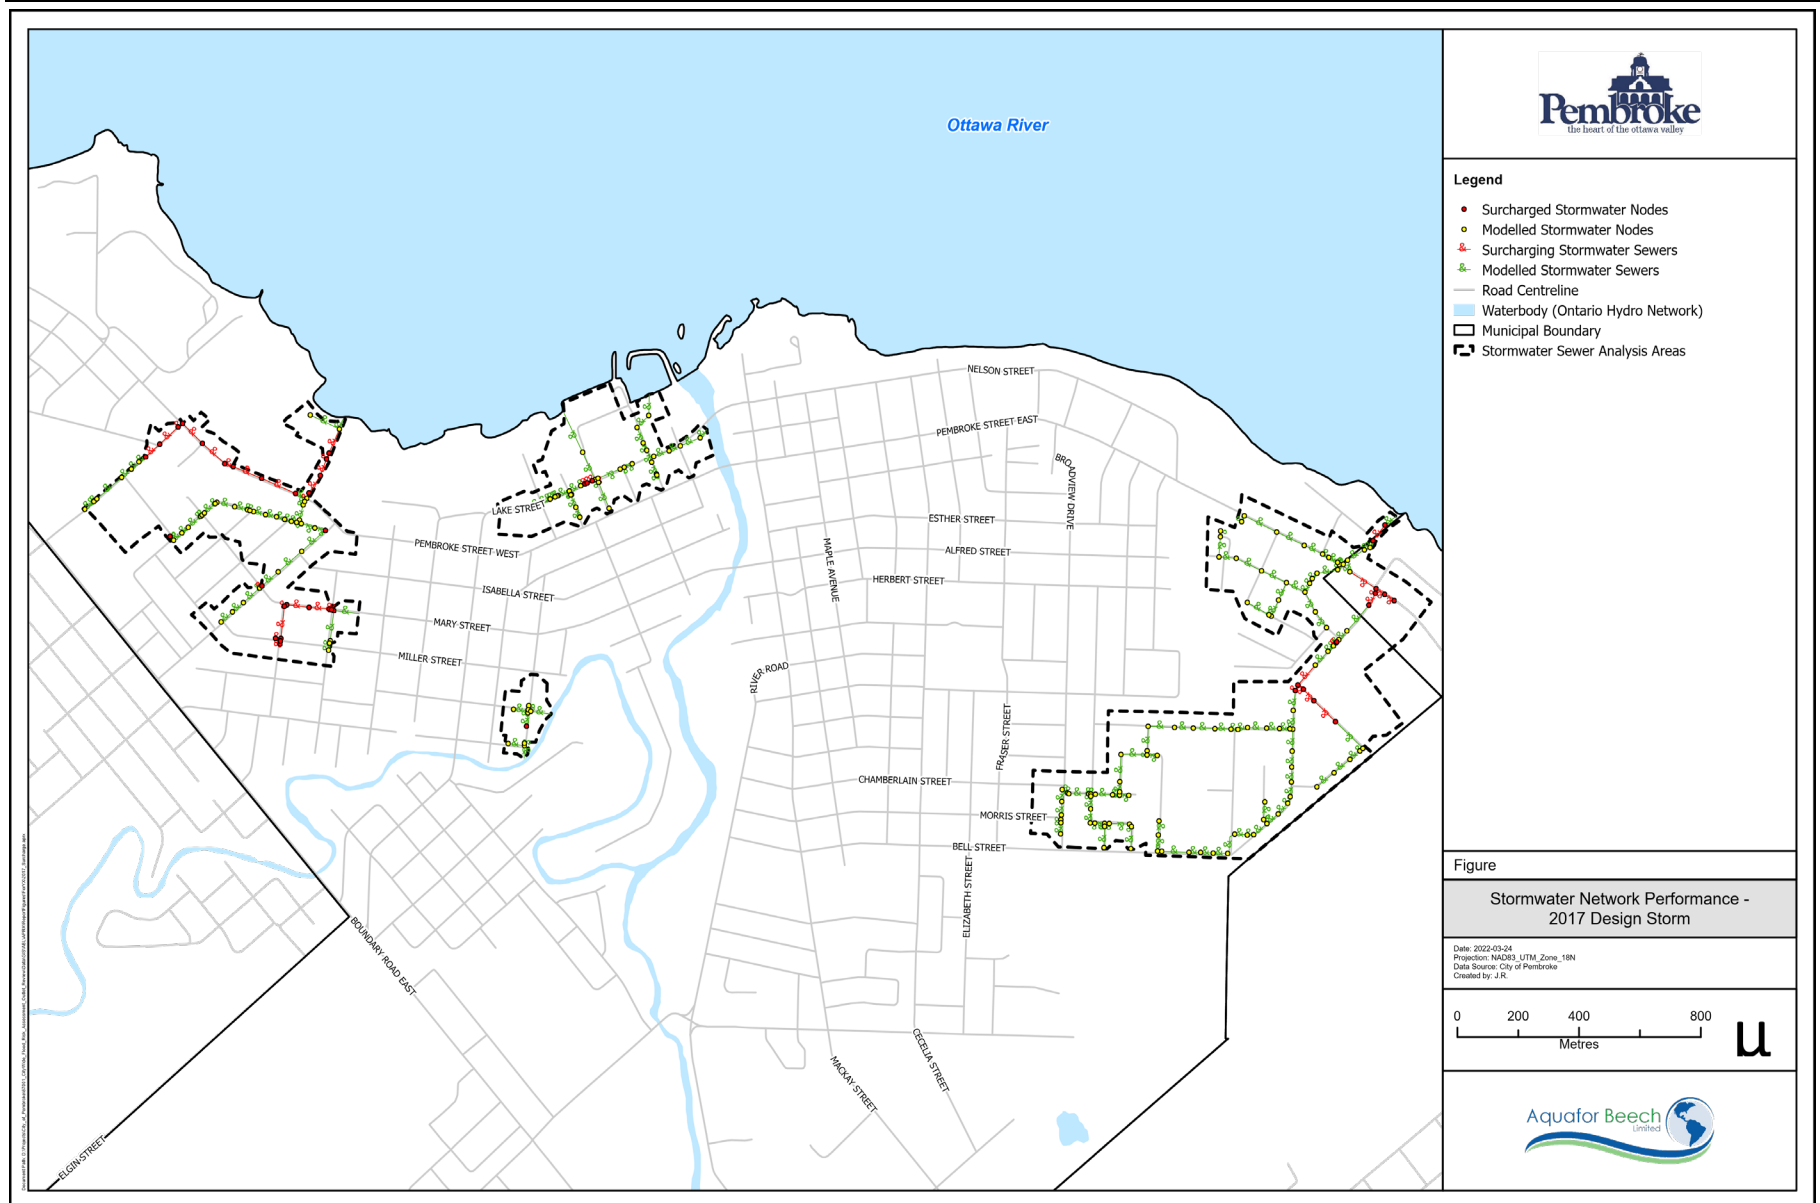 Ottawa River
NELSON STREET
PEMBROKE STREET EAST
BROADVIEW DRIVE
LAKE STREET
ESTHER STREET
PEMBROKE STREET WEST
ALFRED STREET
MAPLE AVENUE
HERBERT STREET
ISABELLA STREET
MARY STREET
MILLER STREET
RIVER ROAD
FRASER STREET
CHAMBERLAIN STREET
MORRIS STREET
BELL STREET
ELIZABETH STREET
BOUNDARY ROAD EAST
CECELIA STREET
MACKAY STREET
ELGIN STREET
Pembroke
the heart of the ottawa valley
Legend
Surcharged Stormwater Nodes
Modelled Stormwater Nodes
Surcharging Stormwater Sewers
Modelled Stormwater Sewers
Road Centreline
Waterbody (Ontario Hydro Network)
Municipal Boundary
Stormwater Sewer Analysis Areas
Figure
Stormwater Network Performance -
2017 Design Storm
Date: 2022-03-24
Projection: NAD83_UTM_Zone_18N
Data Source: City of Pembroke
Created by: J.R.
0 200 400 800
Metres
µ
Aquafor Beech
Limited